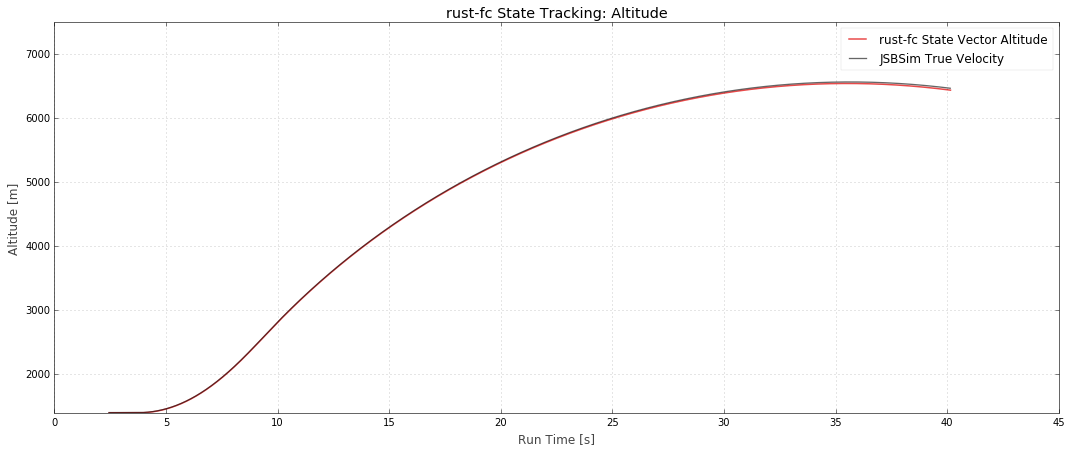 rust-fc State Tracking: Altitude
rust-fc State Vector Altitude
JSBSim True Velocity
Altitude [m]
7000
6000
5000
4000
3000
2000
0 5 10 15 20 25 30 35 40 45
Run Time [s]